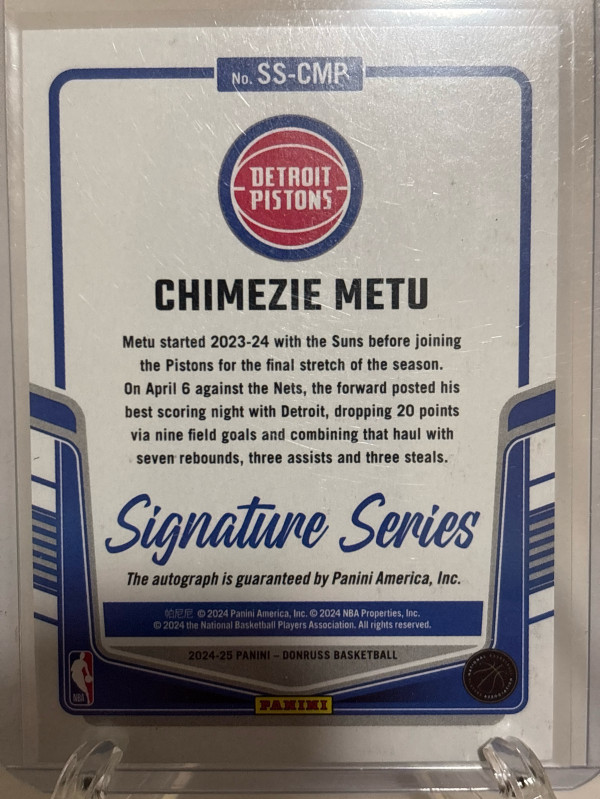 No. SS-CMP
DETROIT
PISTONS
CHIMEZIE METU
Metu started 2023-24 with the Suns before joining
the Pistons for the final stretch of the season.
On April 6 against the Nets, the forward posted his
best scoring night with Detroit, dropping 20 points
via nine field goals and combining that haul with
seven rebounds, three assists and three steals.
Signature Series
The autograph is guaranteed by Panini America, Inc.
帕尼尼 © 2024 Panini America, Inc. © 2024 NBA Properties, Inc.
© 2024 the National Basketball Players Association. All rights reserved.
2024-25 PANINI – DONRUSS BASKETBALL
NBA
PANINI